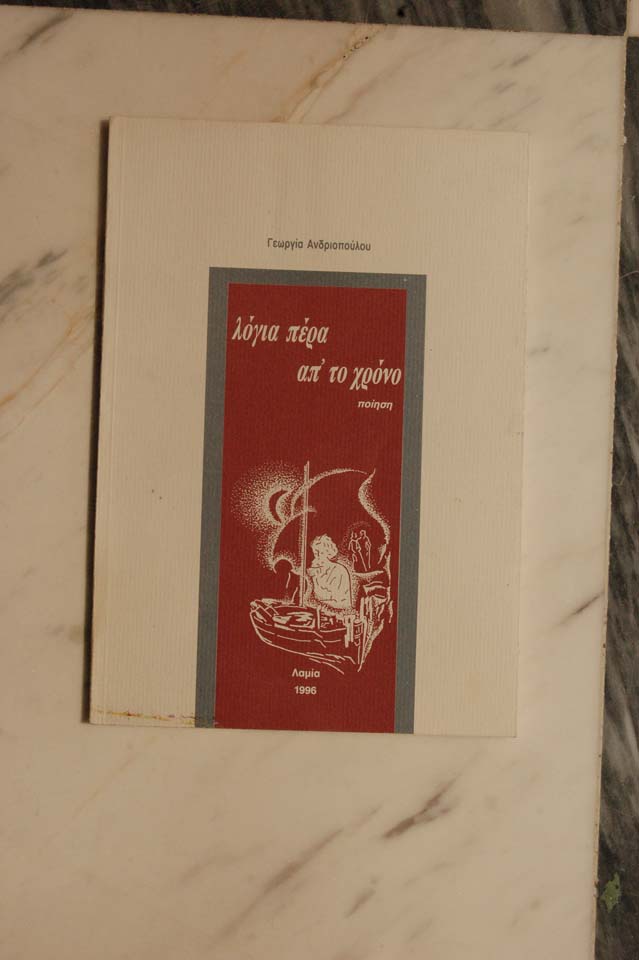 Γεωργία Ανδριοπούλου
λόγια πέρα
απ' το χρόνο
ποίηση
Λαμία
1996